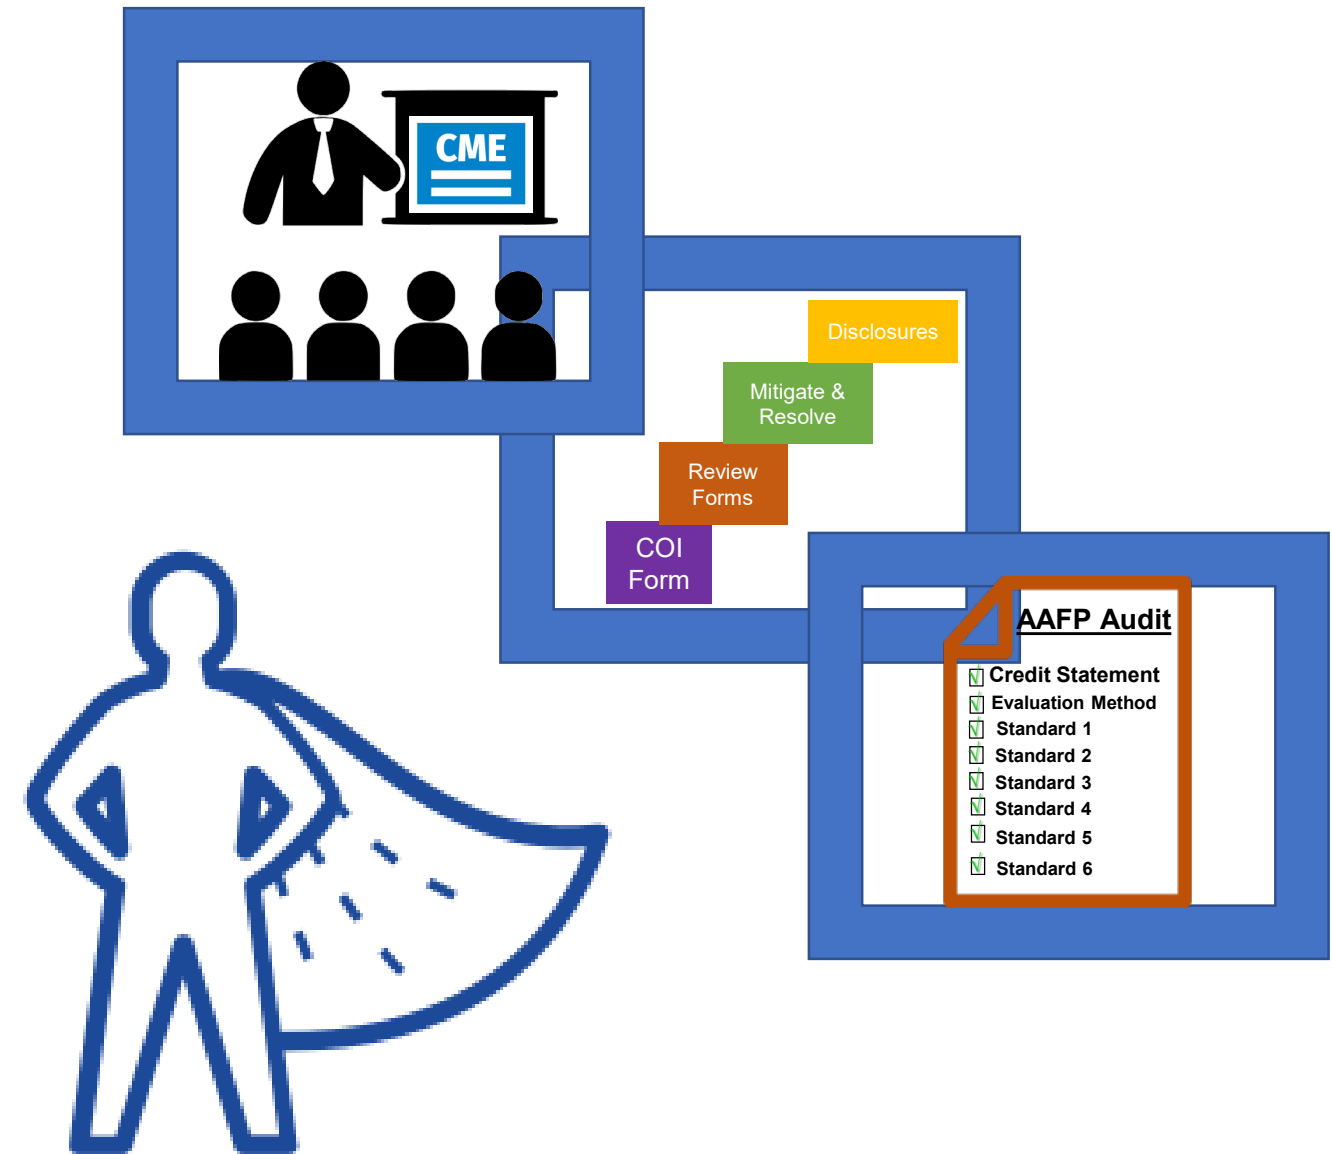 CME
Disclosures
Mitigate &
Resolve
Review
Forms
COI
Form
AAFP Audit
Credit Statement
Evaluation Method
Standard 1
Standard 2
Standard 3
Standard 4
Standard 5
Standard 6